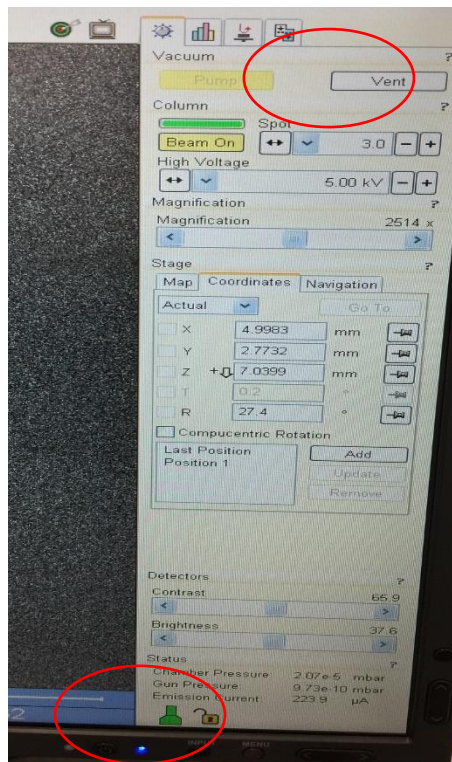 Vacuum ?
Pump Vent
Column ?
Spot
Beam On 3.0 - +
High Voltage
5.00 kV - +
Magnification ?
Magnification 2514 x
< >
Stage ?
Map Coordinates Navigation
Actual Go To
X 4.9983 mm
Y 2.7732 mm
Z + 7.0399 mm
T 0.2 °
R 27.4 °
Compucentric Rotation
Last Position Add
Position 1 Update
Remove
Detectors ?
Contrast 65.9
< >
Brightness 37.6
< >
Status ?
Chamber Pressure 2.07e-5 mbar
Gun Pressure 9.73e-10 mbar
Emission Current 223.9 µA
INPUT MENU